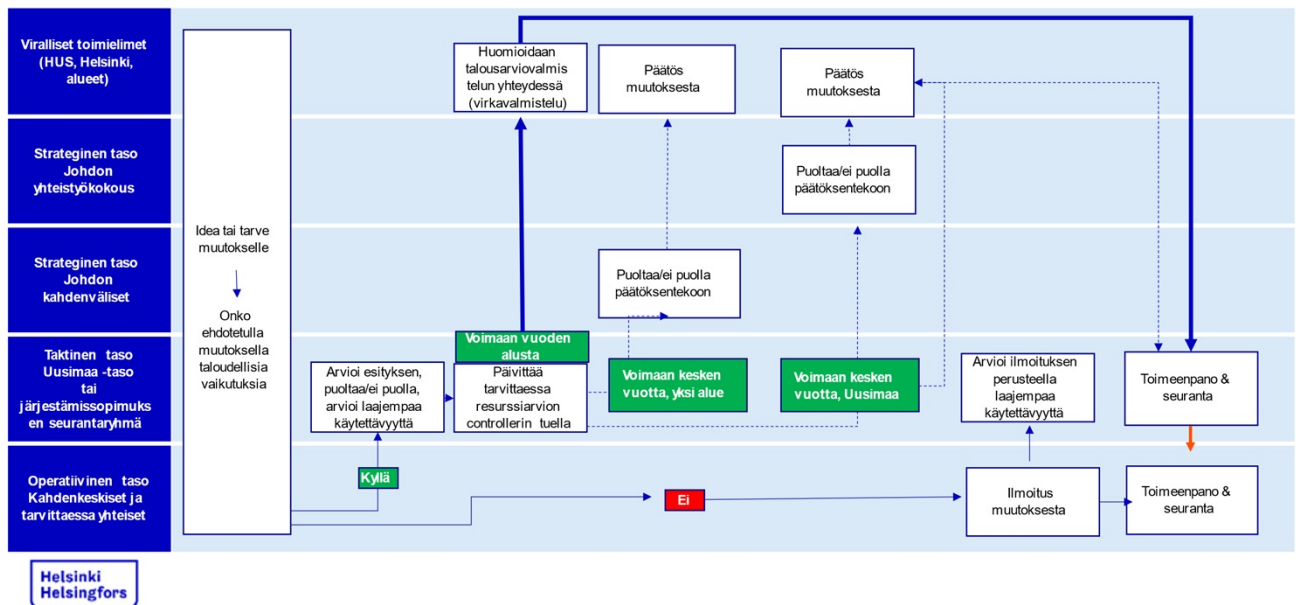 Viralliset toimielimet
(HUS, Helsinki,
alueet)
Huomioidaan
talousarviovalmis
telun yhteydessä
(virkavalmistelu)
Päätös
muutoksesta
Päätös
muutoksesta
Strateginen taso
Johdon
yhteistyökokous
Puoltaa/ei puolla
päätöksentekoon
Idea tai tarve
muutokselle
Onko
ehdotetulla
muutoksella
taloudellisia
vaikutuksia
Strateginen taso
Johdon
kahdenväliset
Puoltaa/ei puolla
päätöksentekoon
Voimaan vuoden
alusta
Taktinen taso
Uusimaa -taso
tai
järjestämissopimuks
en seurantaryhmä
Arvioi esityksen,
puoltaa/ei puolla,
arvioi laajempaa
käytettävyyttä
Päivittää
tarvittaessa
resurssiarvion
controllerin tuella
Voimaan kesken
vuotta, yksi alue
Voimaan kesken
vuotta, Uusimaa
Arvioi ilmoituksen
perusteella
laajempaa
käytettävyyttä
Toimeenpano &
seuranta
Operatiivinen taso
Kahdenkeskiset ja
tarvittaessa yhteiset
Kyllä
Ei
Ilmoitus
muutoksesta
Toimeenpano &
seuranta
Helsinki
Helsingfors